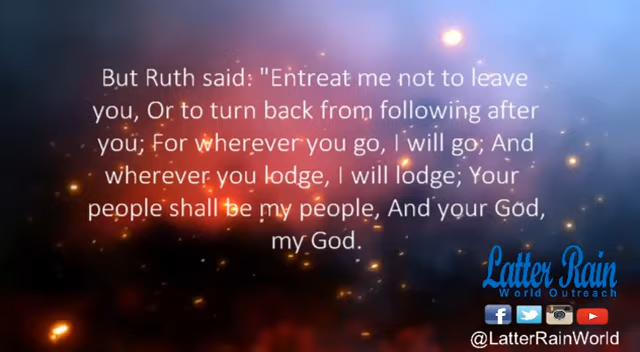 But Ruth said: "Entreat me not to leave
you, Or to turn back from following after
you; For wherever you go, I will go; And
wherever you lodge, I will lodge; Your
people shall be my people, And your God,
my God.
Latter Rain
World Outreach
@LatterRainWorld